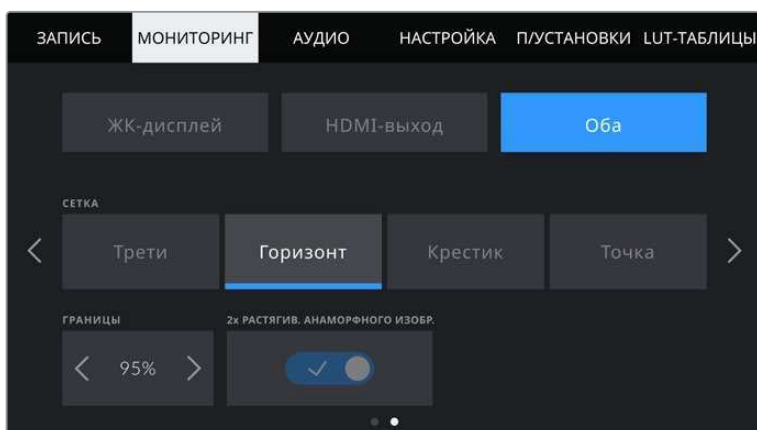 ЗАПИСЬ МОНИТОРИНГ АУДИО НАСТРОЙКА П/УСТАНОВКИ LUT-ТАБЛИЦЫ
ЖК-дисплей HDMI-выход Оба
СЕТКА
Трети Горизонт Крестик Точка
ГРАНИЦЫ 2х РАСТЯГИВ. АНАМОРФНОГО ИЗОБР.
95%